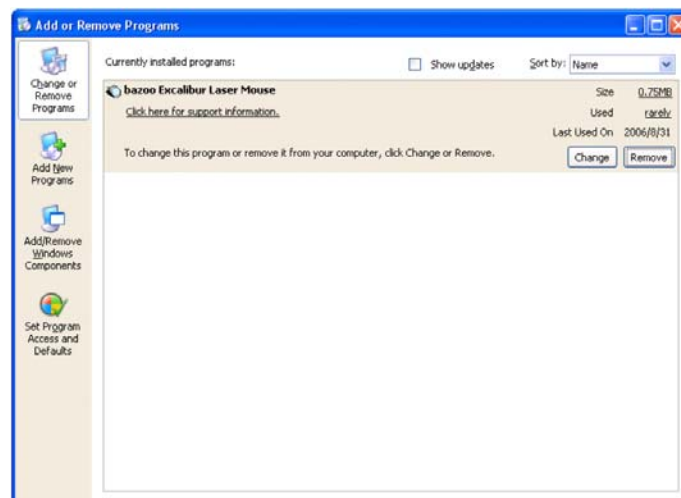 Add or Remove Programs
Change or
Remove
Programs
Add New
Programs
Add/Remove
Windows
Components
Set Program
Access and
Defaults
Currently installed programs:
Show updates
Sort by: Name
bazoo Excalibur Laser Mouse
Size 0.75MB
Click here for support information.
Used rarely
Last Used On 2006/8/31
To change this program or remove it from your computer, click Change or Remove.
Change Remove